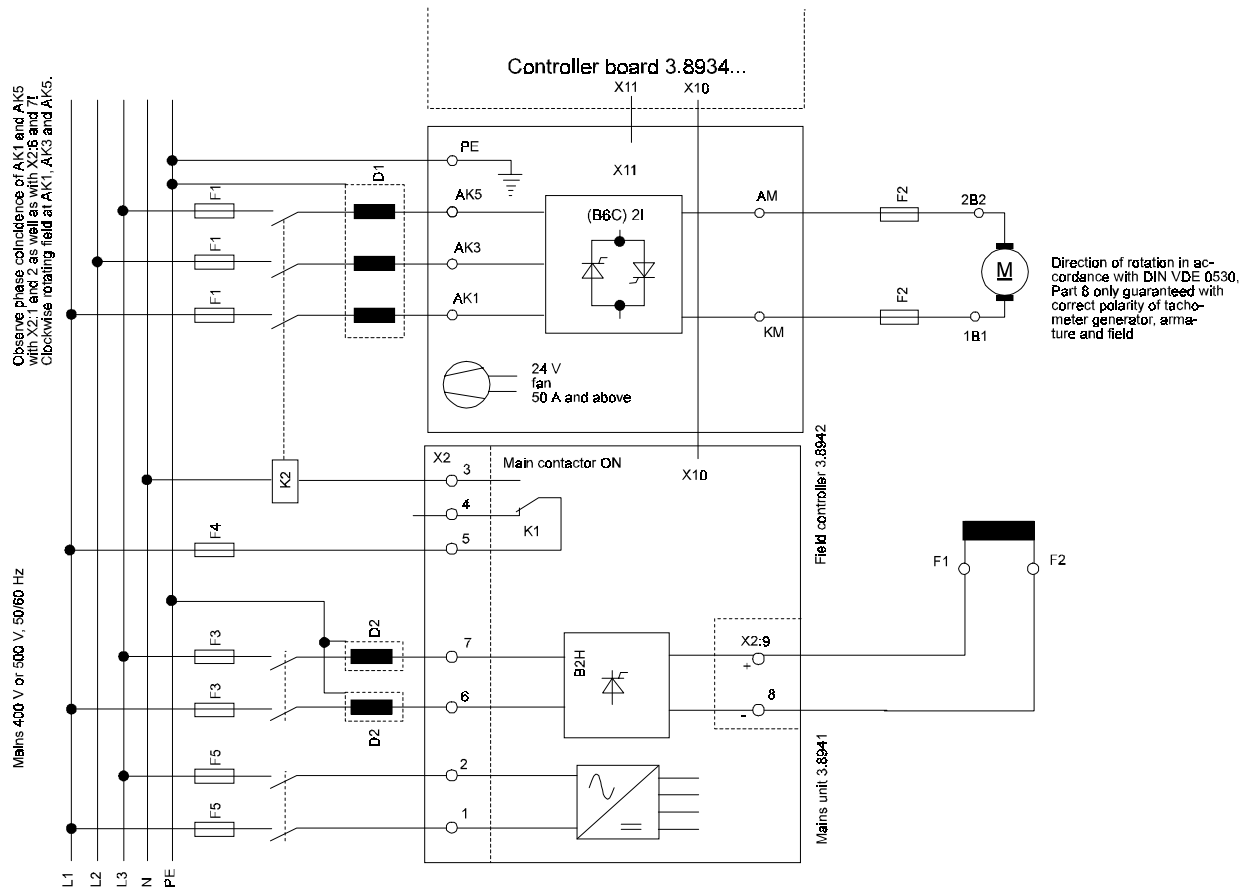 Controller board 3.8934...
X11
X10
Observe phase coincidence of AK1 and AK5
with X2:1 and 2 as well as with X2:6 and 7!
Clockwise rotating field at AK1, AK3 and AK5.
PE
X11
D1
F1
AK5
(B6C) 2I
AM
F2
2B2
F1
AK3
M
Direction of rotation in ac-
cordance with DIN VDE 0530,
Part 8 only guaranteed with
correct polarity of tacho-
meter generator, arma-
ture and field
F1
AK1
F2
KM
1B1
24 V
fan
50 A and above
Field controller 3.8942
X2
Main contactor ON
X10
K2
3
4
K1
F4
5
F1
F2
Mains 400 V or 500 V, 50/60 Hz
F3
D2
7
B2H
X2:9
+
F3
6
8
-
D2
F5
2
Mains unit 3.8941
F5
1
L1
L2
L3
N
PE